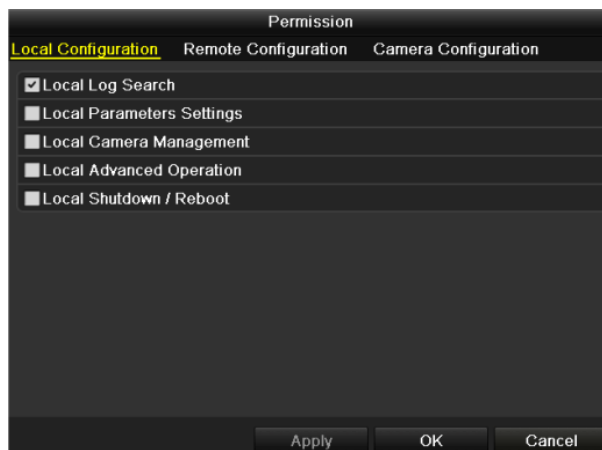 Permission
Local Configuration Remote Configuration Camera Configuration
Local Log Search
Local Parameters Settings
Local Camera Management
Local Advanced Operation
Local Shutdown / Reboot
Apply OK Cancel